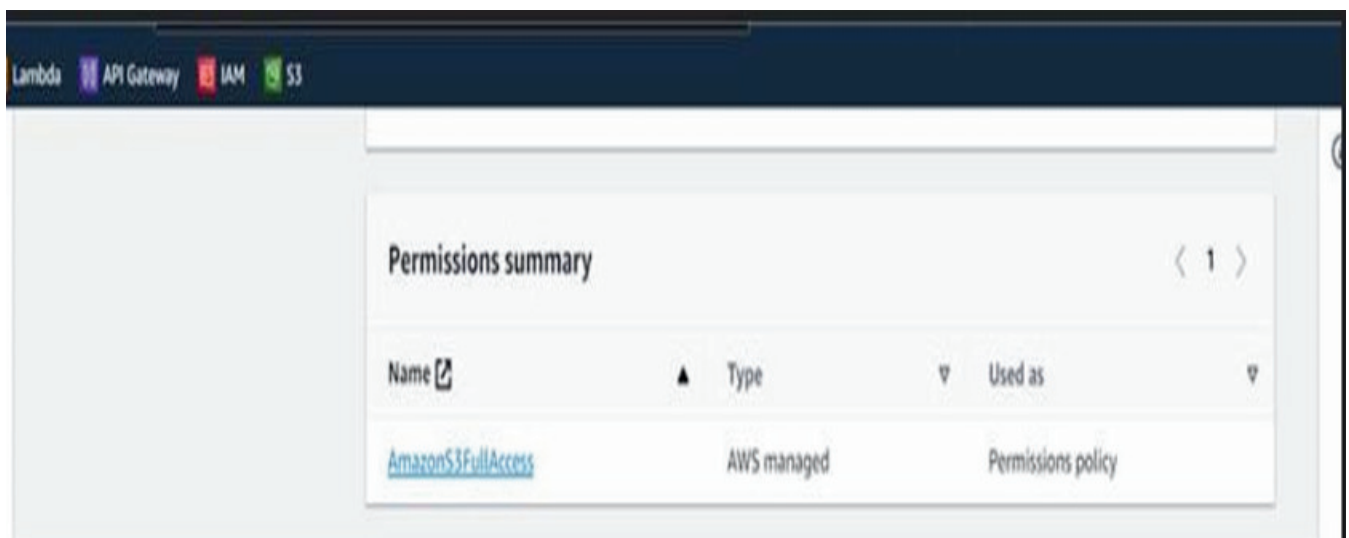 Lambda API Gateway IAM S3
Permissions summary
1
Name Type Used as
AmazonS3FullAccess AWS managed Permissions policy